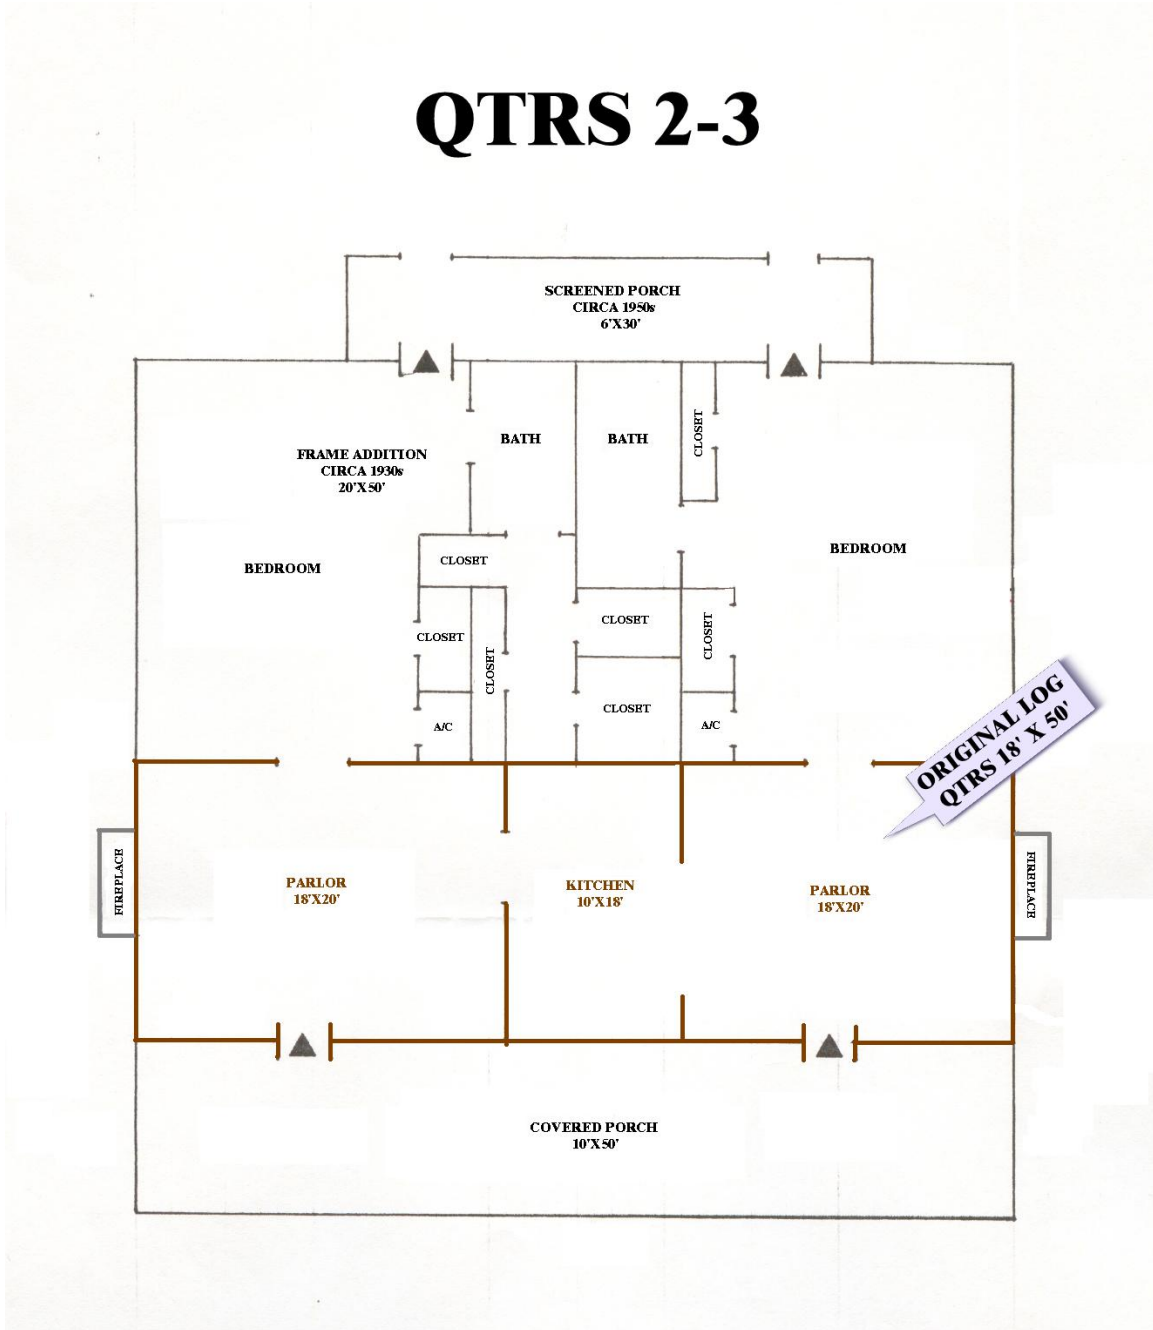 QTRS 2-3
SCREENED PORCH
CIRCA 1950s
6'X30'
BATH
BATH
CLOSET
FRAME ADDITION
CIRCA 1930s
20'X50'
BEDROOM
BEDROOM
CLOSET
CLOSET
CLOSET
CLOSET
CLOSET
CLOSET
A/C
A/C
ORIGINAL LOG
QTRS 18' X 50'
FIREPLACE
PARLOR
18'X20'
KITCHEN
10'X18'
PARLOR
18'X20'
FIREPLACE
COVERED PORCH
10'X50'